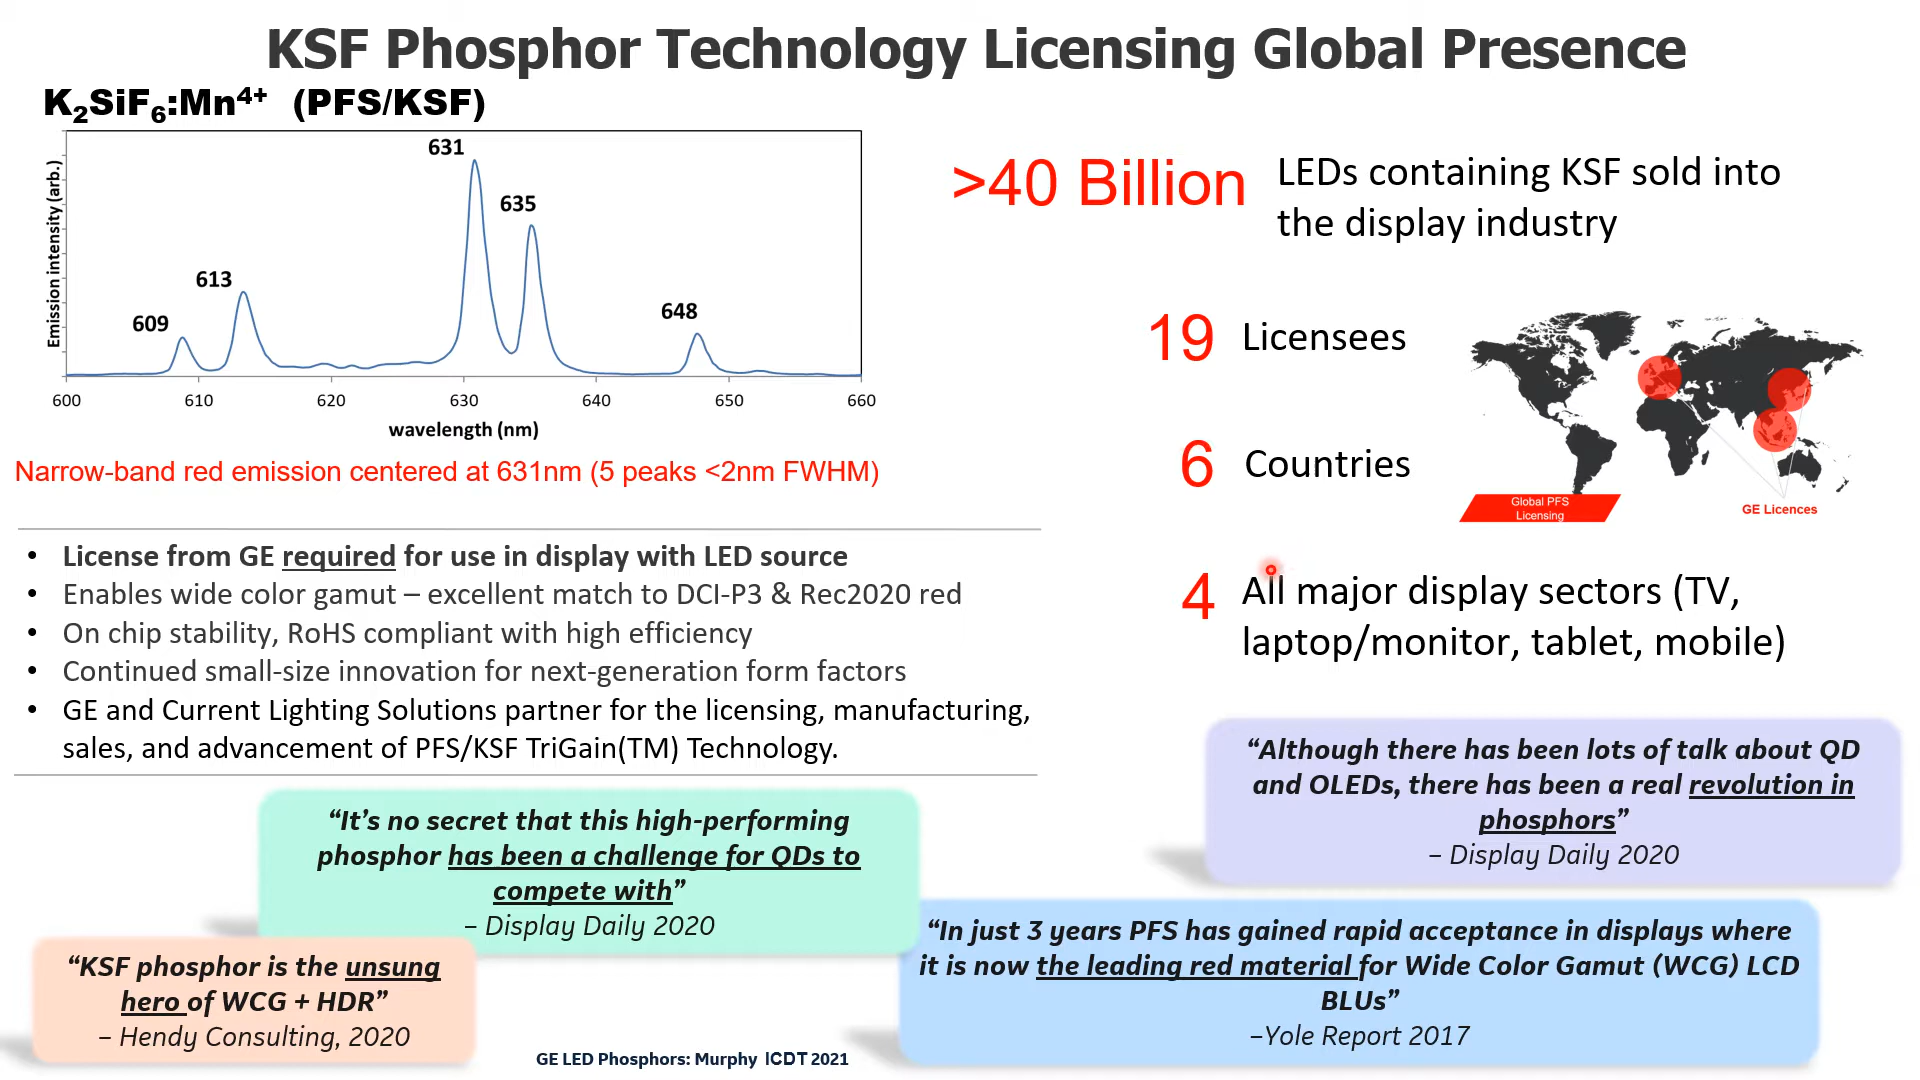 KSF Phosphor Technology Licensing Global Presence
K₂SiF₆:Mn⁴⁺ (PFS/KSF)
Emission intensity (arb.)
609
613
631
635
648
600 610 620 630 640 650 660
wavelength (nm)
Narrow-band red emission centered at 631nm (5 peaks <2nm FWHM)
• License from GE required for use in display with LED source
• Enables wide color gamut – excellent match to DCI-P3 & Rec2020 red
• On chip stability, RoHS compliant with high efficiency
• Continued small-size innovation for next-generation form factors
• GE and Current Lighting Solutions partner for the licensing, manufacturing,
sales, and advancement of PFS/KSF TriGain(TM) Technology.
>40 Billion
LEDs containing KSF sold into
the display industry
19 Licensees
6 Countries
Global PFS
Licensing
GE Licences
4 All major display sectors (TV,
laptop/monitor, tablet, mobile)
“Although there has been lots of talk about QD
and OLEDs, there has been a real revolution in
phosphors”
– Display Daily 2020
“It’s no secret that this high-performing
phosphor has been a challenge for QDs to
compete with”
– Display Daily 2020
“In just 3 years PFS has gained rapid acceptance in displays where
it is now the leading red material for Wide Color Gamut (WCG) LCD
BLUs”
–Yole Report 2017
“KSF phosphor is the unsung
hero of WCG + HDR”
– Hendy Consulting, 2020
GE LED Phosphors: Murphy ICDT 2021